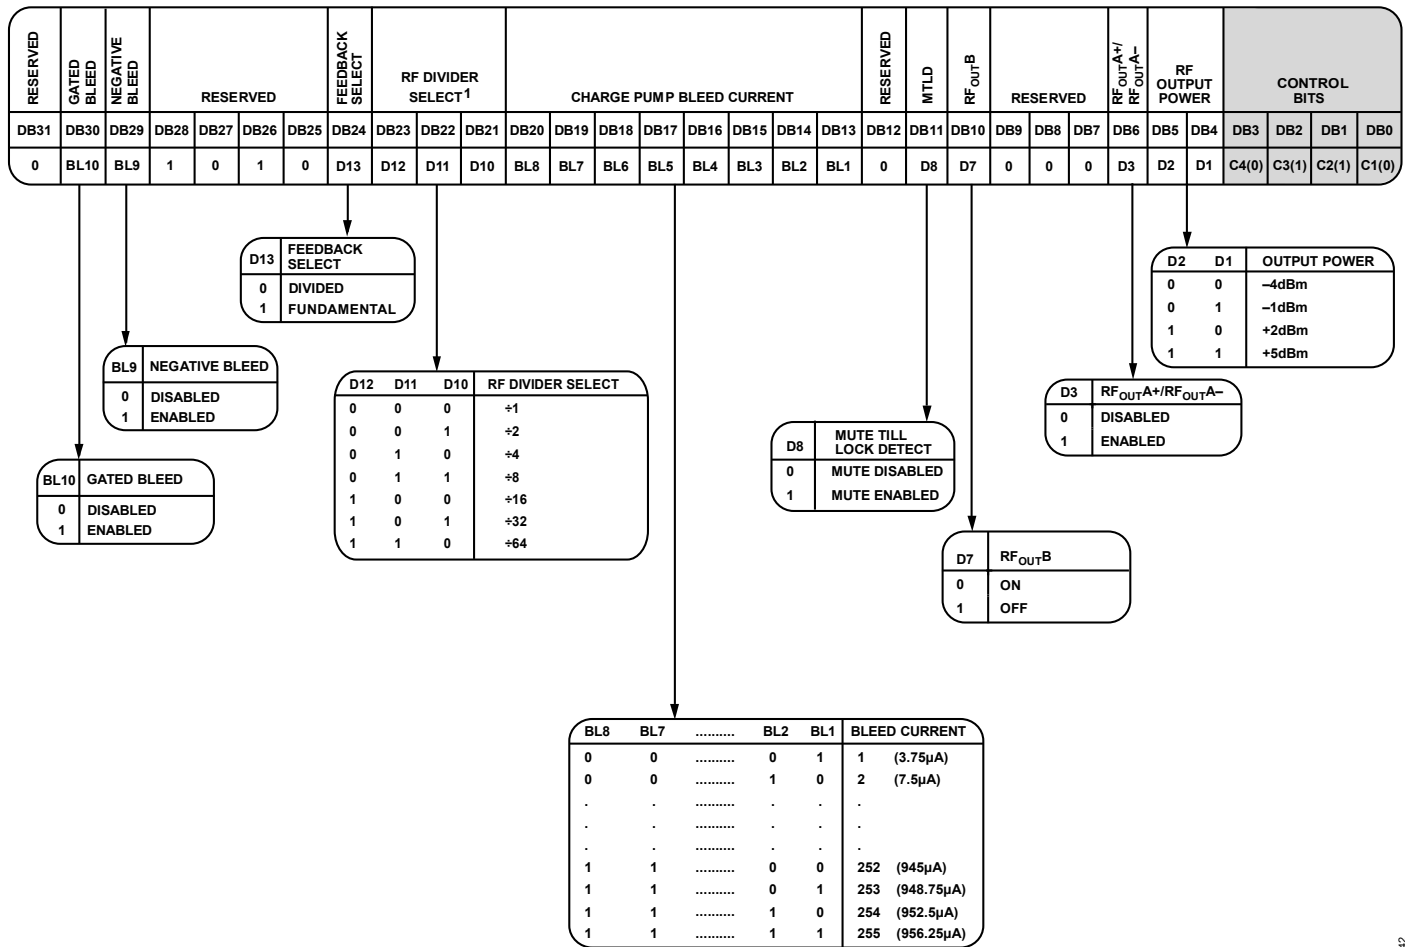 RESERVED
GATED BLEED
NEGATIVE BLEED
RESERVED
FEEDBACK SELECT
RF DIVIDER SELECT1
CHARGE PUMP BLEED CURRENT
RESERVED
MTLD
RFOUTB
RESERVED
RFOUTA+/ RFOUTA–
RF OUTPUT POWER
CONTROL BITS
DB31 DB30 DB29 DB28 DB27 DB26 DB25 DB24 DB23 DB22 DB21 DB20 DB19 DB18 DB17 DB16 DB15 DB14 DB13 DB12 DB11 DB10 DB9 DB8 DB7 DB6 DB5 DB4 DB3 DB2 DB1 DB0
0 BL10 BL9 1 0 1 0 D13 D12 D11 D10 BL8 BL7 BL6 BL5 BL4 BL3 BL2 BL1 0 D8 D7 0 0 0 D3 D2 D1 C4(0) C3(1) C2(1) C1(0)
D13 FEEDBACK SELECT
0 DIVIDED
1 FUNDAMENTAL
D2 D1 OUTPUT POWER
0 0 –4dBm
0 1 –1dBm
1 0 +2dBm
1 1 +5dBm
BL9 NEGATIVE BLEED
0 DISABLED
1 ENABLED
D12 D11 D10 RF DIVIDER SELECT
0 0 0 ÷1
0 0 1 ÷2
0 1 0 ÷4
0 1 1 ÷8
1 0 0 ÷16
1 0 1 ÷32
1 1 0 ÷64
D3 RFOUTA+/RFOUTA–
0 DISABLED
1 ENABLED
D8 MUTE TILL LOCK DETECT
0 MUTE DISABLED
1 MUTE ENABLED
BL10 GATED BLEED
0 DISABLED
1 ENABLED
D7 RFOUTB
0 ON
1 OFF
BL8 BL7 .......... BL2 BL1 BLEED CURRENT
0 0 .......... 0 1 1 (3.75µA)
0 0 .......... 1 0 2 (7.5µA)
. . .......... . . .
. . .......... . . .
. . .......... . . .
1 1 .......... 0 0 252 (945µA)
1 1 .......... 0 1 253 (948.75µA)
1 1 .......... 1 0 254 (952.5µA)
1 1 .......... 1 1 255 (956.25µA)